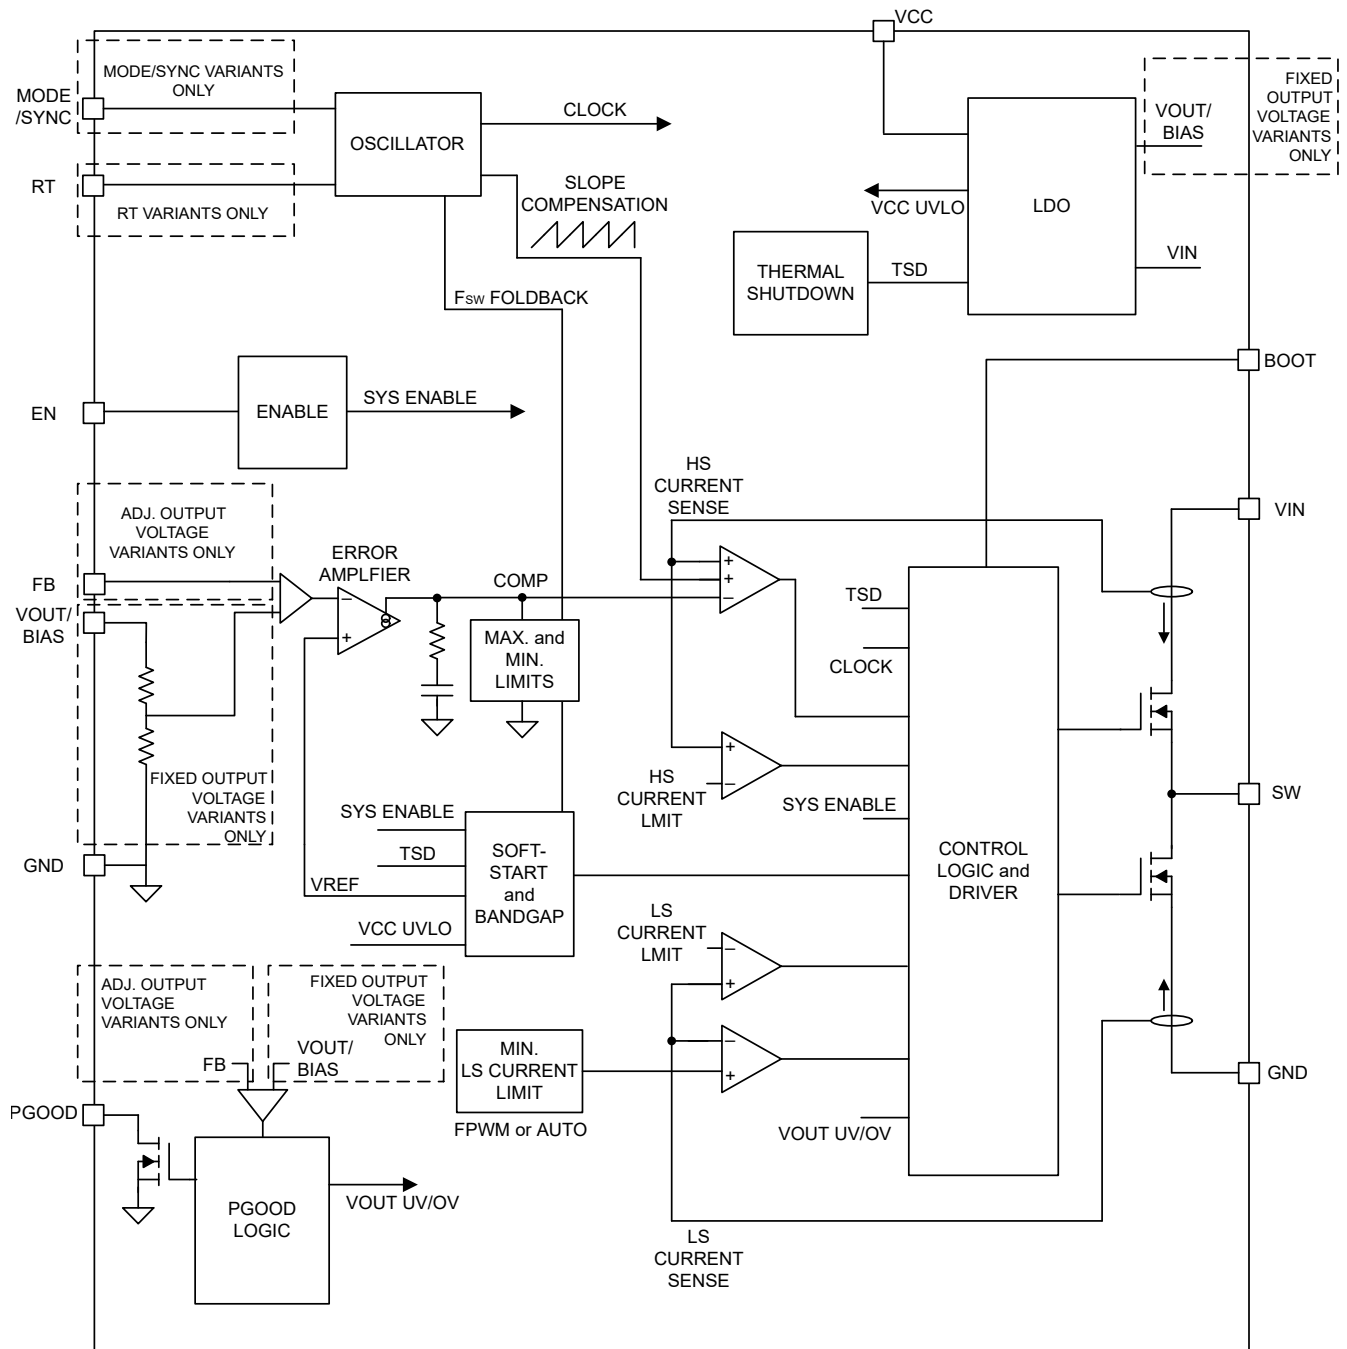 VCC
MODE/SYNC VARIANTS
ONLY
MODE
/SYNC
OSCILLATOR
CLOCK
RT
RT VARIANTS ONLY
SLOPE
COMPENSATION
FSW FOLDBACK
FIXED
OUTPUT
VOLTAGE
VARIANTS
ONLY
VOUT/
BIAS
LDO
VCC UVLO
VIN
THERMAL
SHUTDOWN
TSD
BOOT
EN
ENABLE
SYS ENABLE
HS
CURRENT
SENSE
VIN
ADJ. OUTPUT
VOLTAGE
VARIANTS ONLY
FB
VOUT/
BIAS
ERROR
AMPLFIER
−
+
COMP
+
+
−
MAX. and
MIN.
LIMITS
TSD
CLOCK
FIXED OUTPUT
VOLTAGE
VARIANTS
ONLY
+
−
HS
CURRENT
LMIT
SYS ENABLE
SW
SYS ENABLE
TSD
VREF
VCC UVLO
SOFT-
START
and
BANDGAP
CONTROL
LOGIC and
DRIVER
GND
LS
CURRENT
LMIT
−
+
ADJ. OUTPUT
VOLTAGE
VARIANTS ONLY
FIXED OUTPUT
VOLTAGE
VARIANTS
ONLY
FB
VOUT/
BIAS
MIN.
LS CURRENT
LIMIT
FPWM or AUTO
−
+
VOUT UV/OV
GND
PGOOD
PGOOD
LOGIC
VOUT UV/OV
LS
CURRENT
SENSE